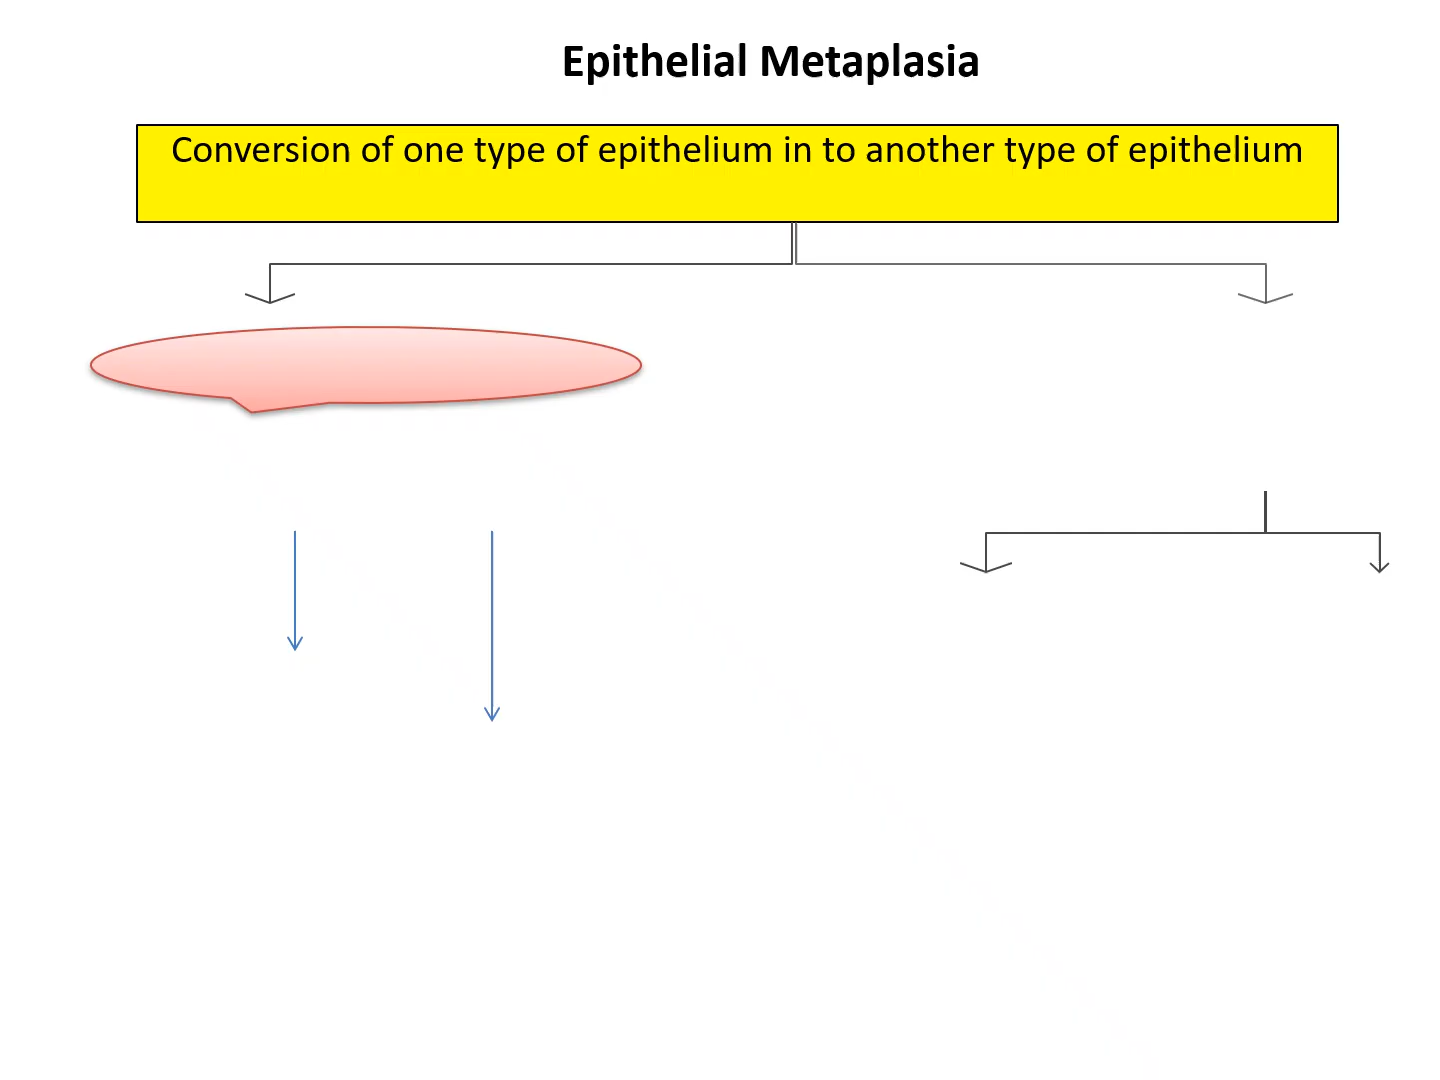 Epithelial Metaplasia
Conversion of one type of epithelium in to another type of epithelium